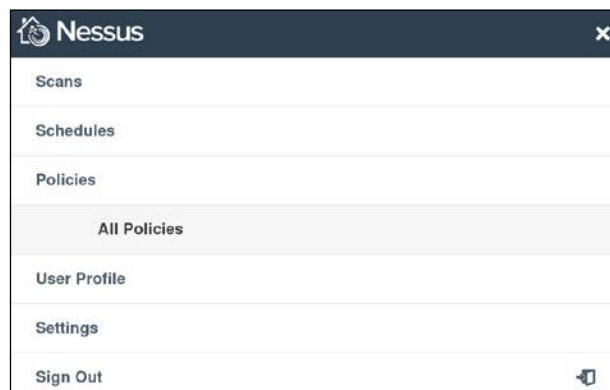 Nessus
Scans
Schedules
Policies
All Policies
User Profile
Settings
Sign Out